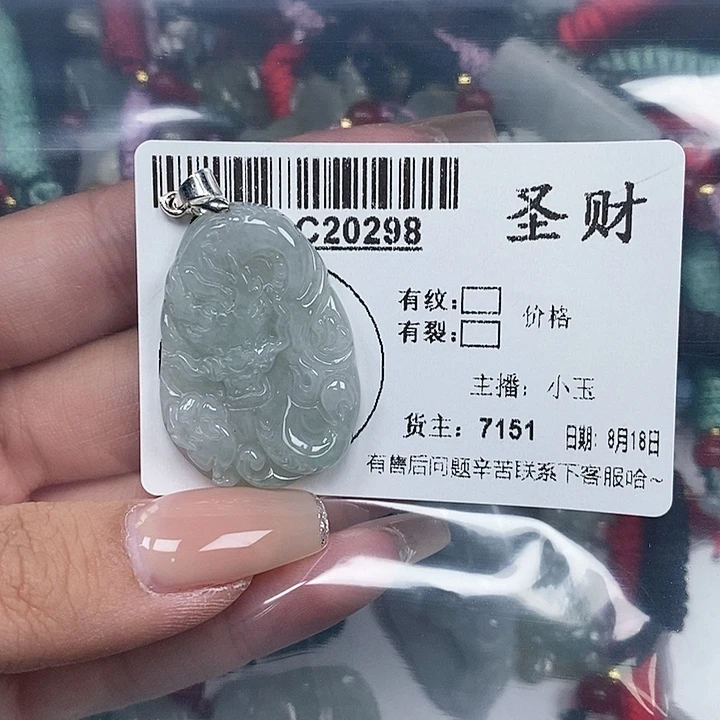 C20298
圣财
有纹：
有裂：
价格
主播：小玉
货主：7151 日期：8月18日
有售后问题辛苦联系下客服哈~